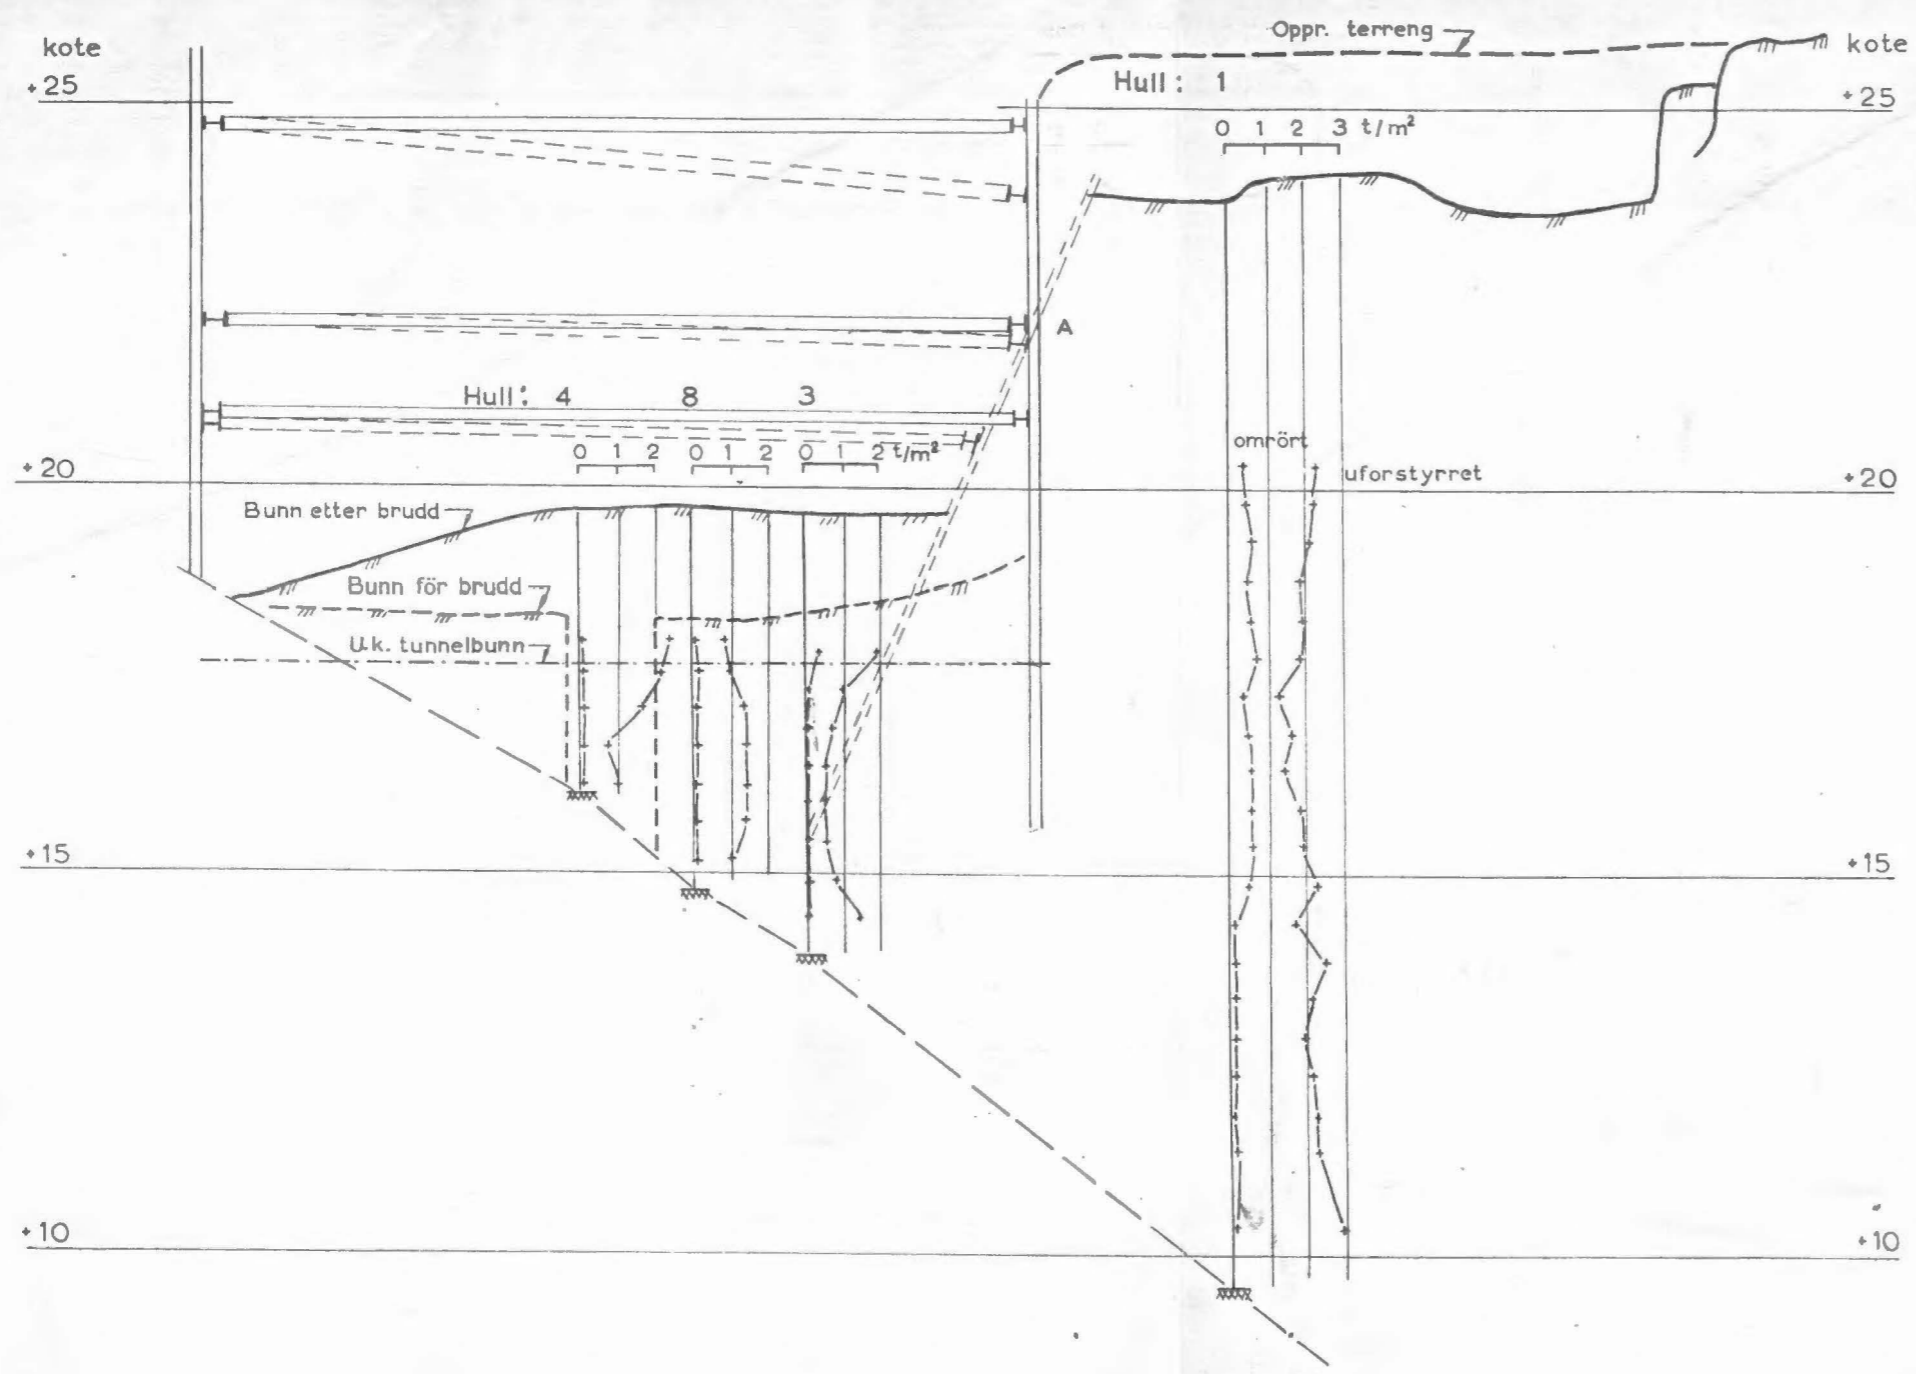 Oppr. terreng
kote
kote
+25
Hull: 1
+25
0 1 2 3 t/m²
A
Hull: 4 8 3
omrört
0 1 2 0 1 2 0 1 2 t/m²
+20
uforstyrret
+20
Bunn etter brudd
Bunn för brudd
U.k. tunnelbunn
+15
+15
+10
+10